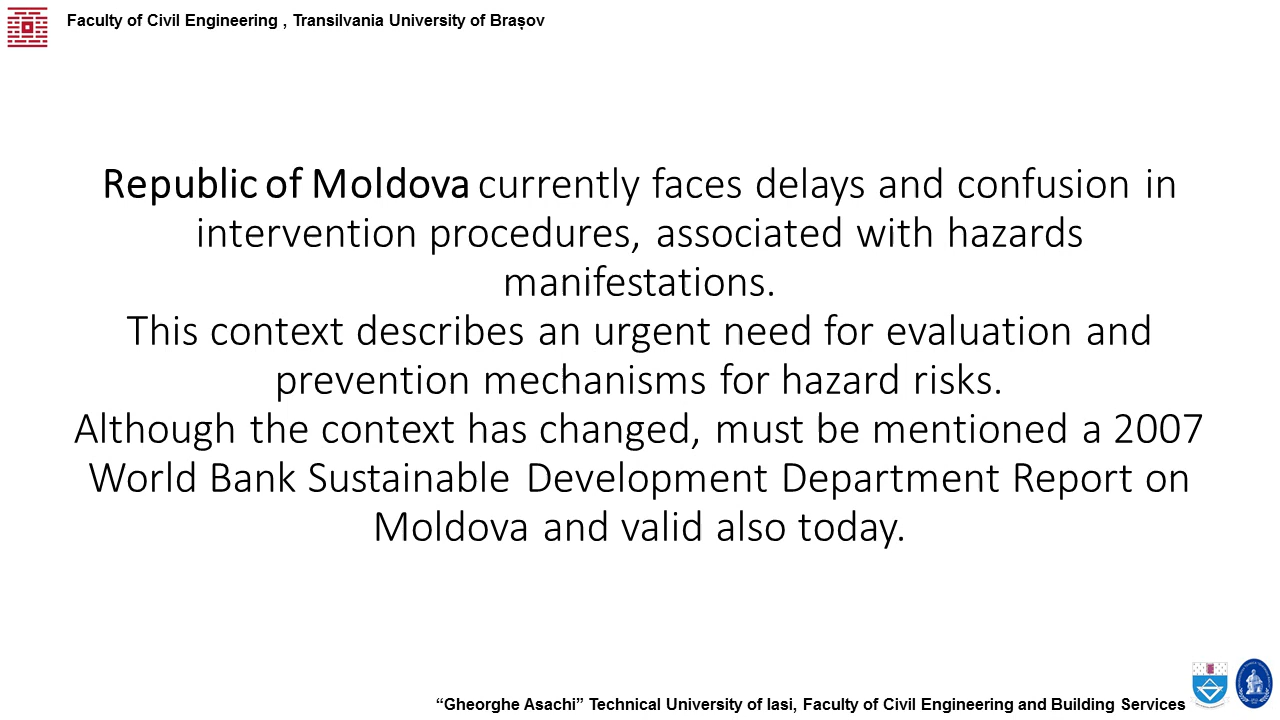 Faculty of Civil Engineering , Transilvania University of Brașov
Republic of Moldova currently faces delays and confusion in
intervention procedures, associated with hazards
manifestations.
This context describes an urgent need for evaluation and
prevention mechanisms for hazard risks.
Although the context has changed, must be mentioned a 2007
World Bank Sustainable Development Department Report on
Moldova and valid also today.
“Gheorghe Asachi” Technical University of Iasi, Faculty of Civil Engineering and Building Services